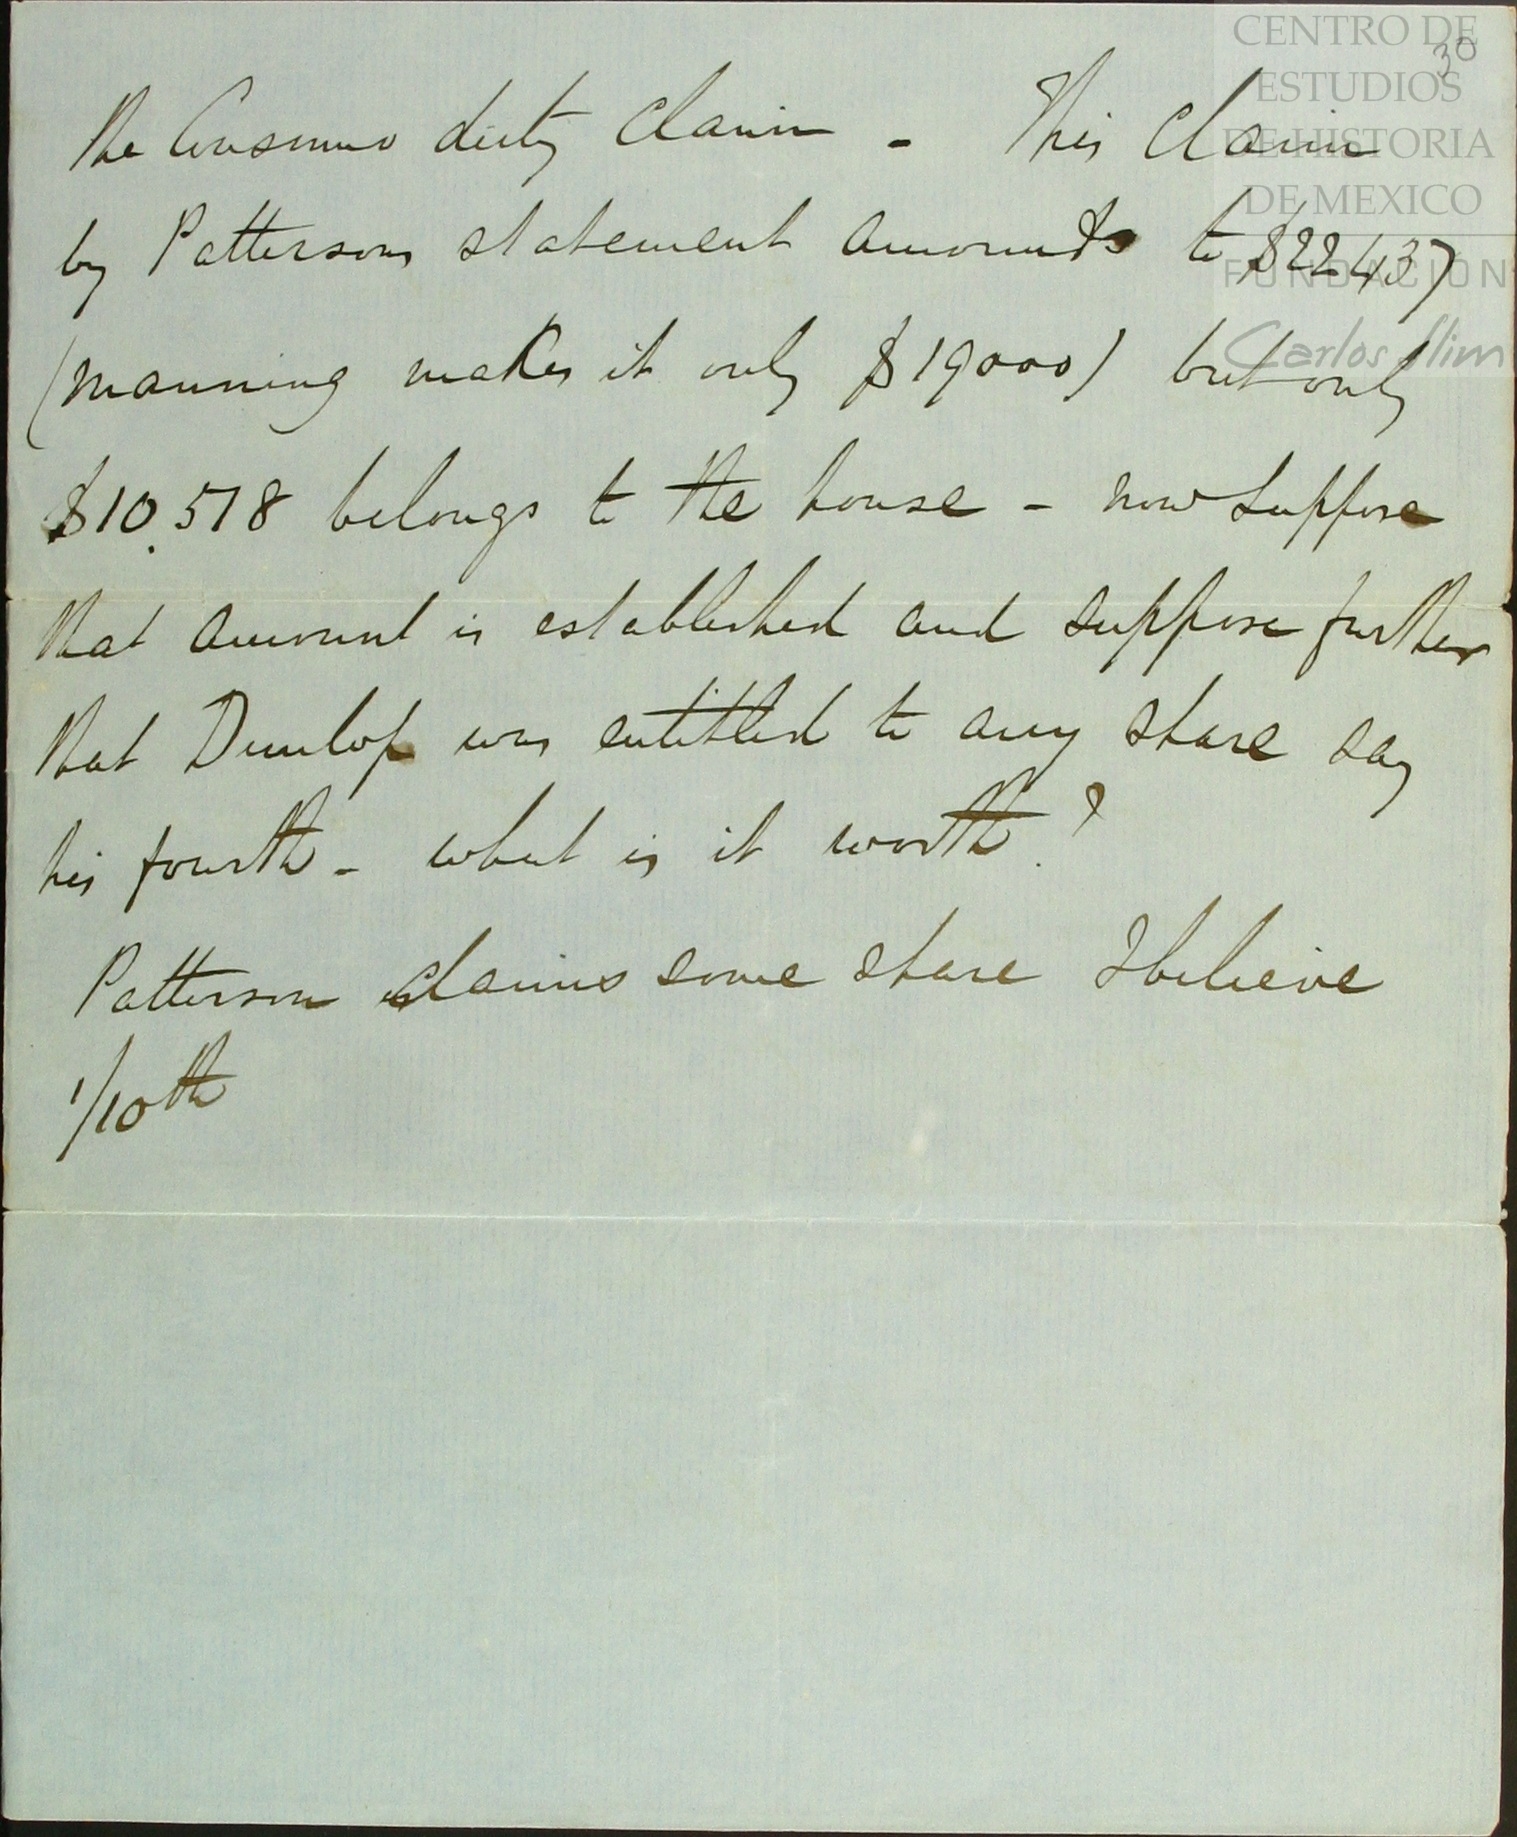 CENTRO DE
ESTUDIOS
DE HISTORIA
DE MEXICO
FUNDACIÓN
Carlos Slim
30
the Consumo duty Claim - This Claim
by Pattersons statement amounts to $22437
(Manning makes it only $19000) but only
$10.518 belongs to the house - now suppose
that amount is established and suppose further
that Dunlop was entitled to any share say
his fourth - what is it worth?
Patterson claims some share I believe
1/10th